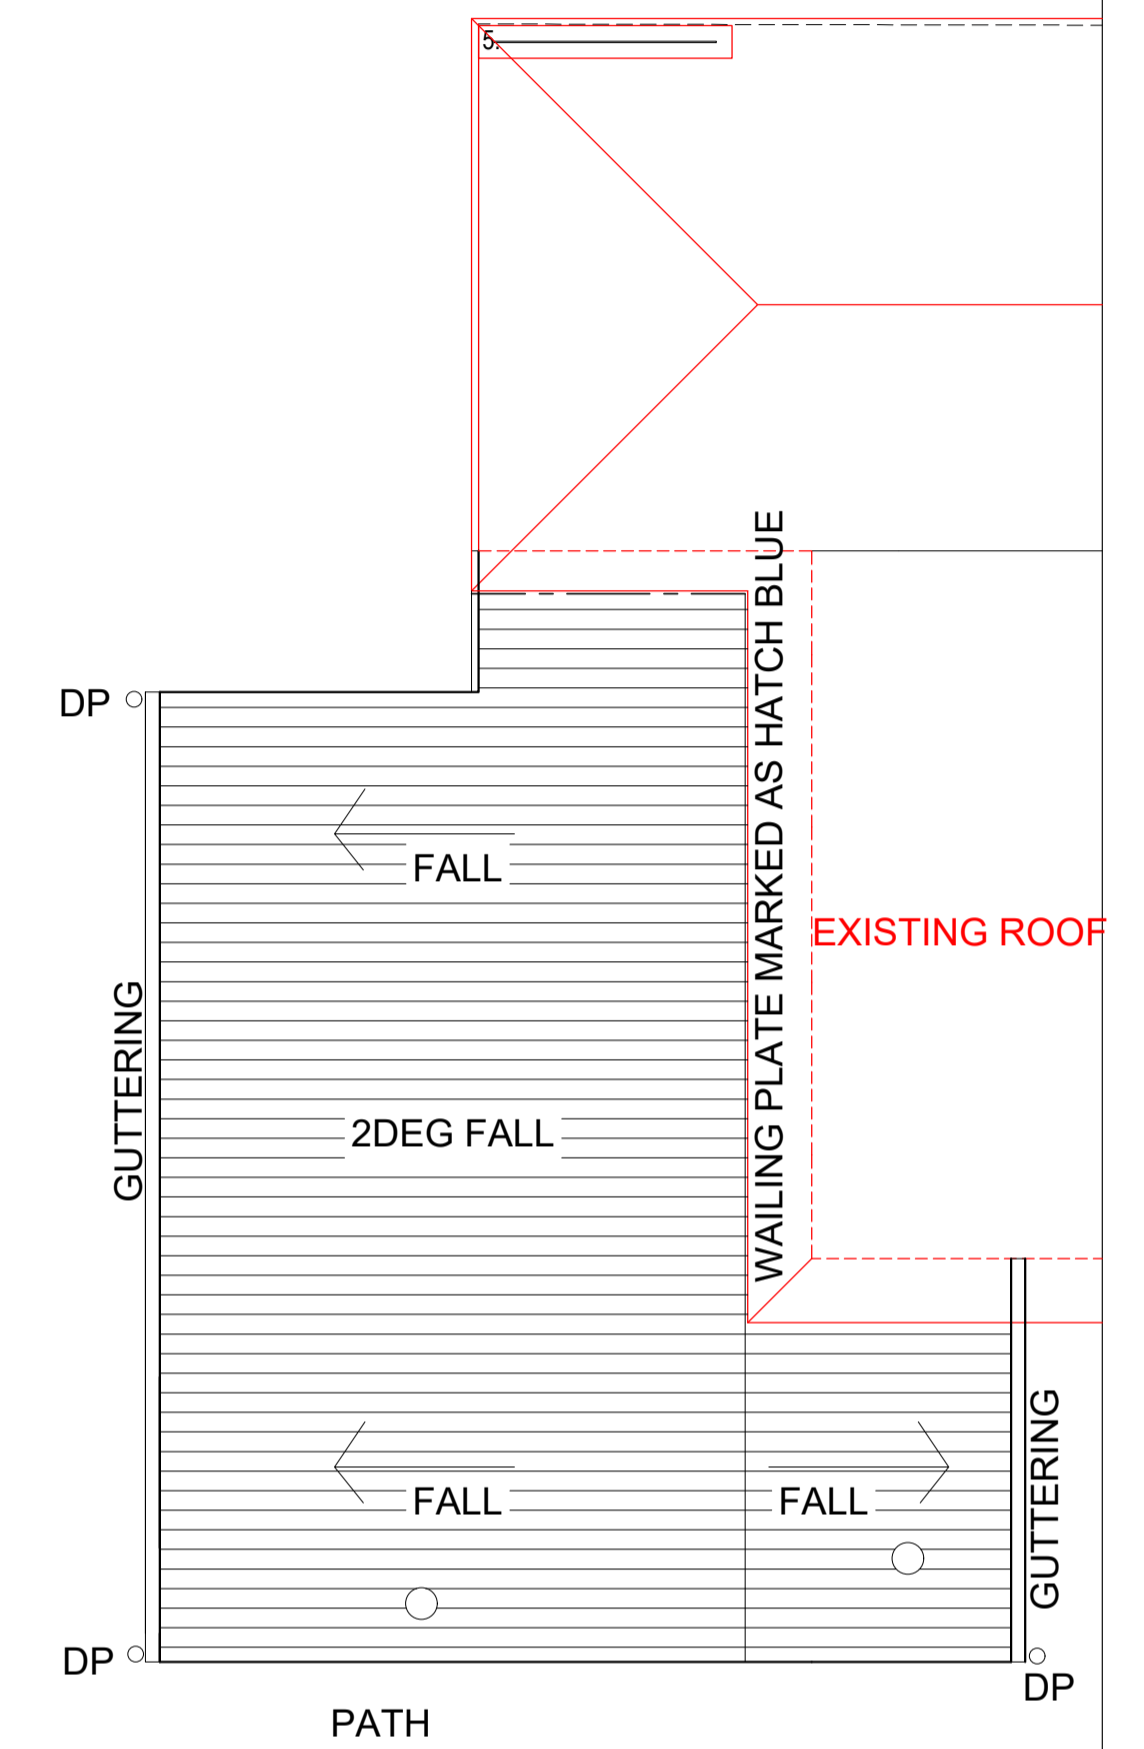 5.
WAILING PLATE MARKED AS HATCH BLUE
DP
FALL
EXISTING ROOF
GUTTERING
2DEG FALL
GUTTERING
FALL
FALL
DP
DP
PATH